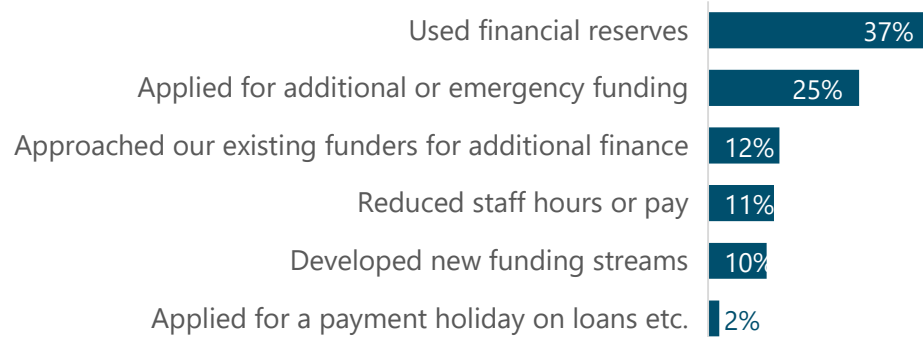 Used financial reserves 37%
Applied for additional or emergency funding 25%
Approached our existing funders for additional finance 12%
Reduced staff hours or pay 11%
Developed new funding streams 10%
Applied for a payment holiday on loans etc. 2%